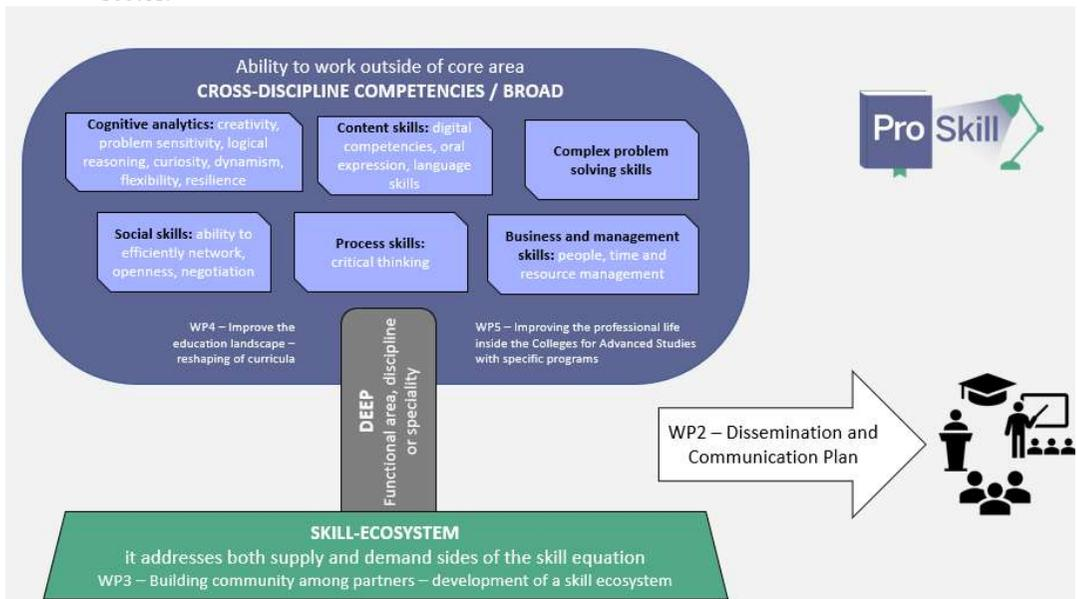 Ability to work outside of core area
CROSS-DISCIPLINE COMPETENCIES / BROAD
Cognitive analytics: creativity,
problem sensitivity, logical
reasoning, curiosity, dynamism,
flexibility, resilience
Content skills: digital
competencies, oral
expression, language
skills
Complex problem
solving skills
Social skills: ability to
efficiently network,
openness, negotiation
Process skills:
critical thinking
Business and management
skills: people, time and
resource management
WP4 – Improve the
education landscape –
reshaping of curricula
WP5 – Improving the professional life
inside the Colleges for Advanced Studies
with specific programs
DEEP
Functional area, discipline
or speciality
SKILL-ECOSYSTEM
it addresses both supply and demand sides of the skill equation
WP3 – Building community among partners – development of a skill ecosystem
Pro Skill
WP2 – Dissemination and
Communication Plan